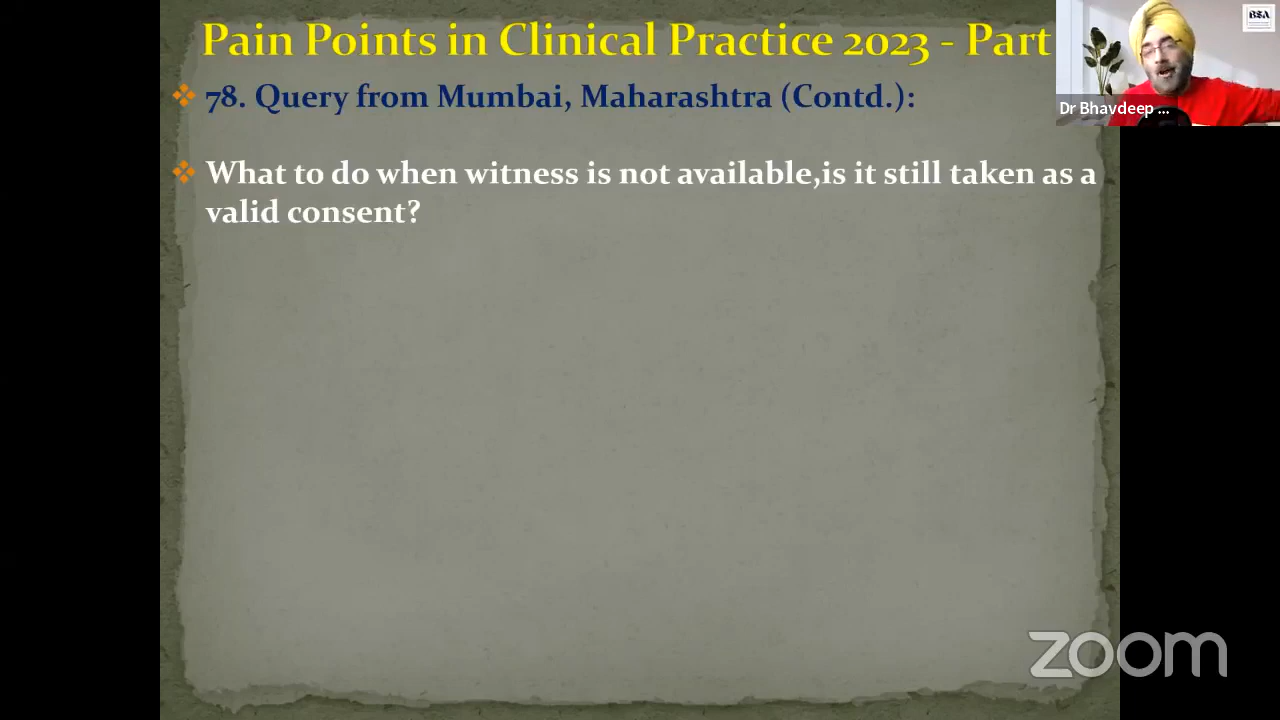 Pain Points in Clinical Practice 2023 - Part
78. Query from Mumbai, Maharashtra (Contd.):
What to do when witness is not available,is it still taken as a
valid consent?
BSA
Dr Bhavdeep ...
zoom